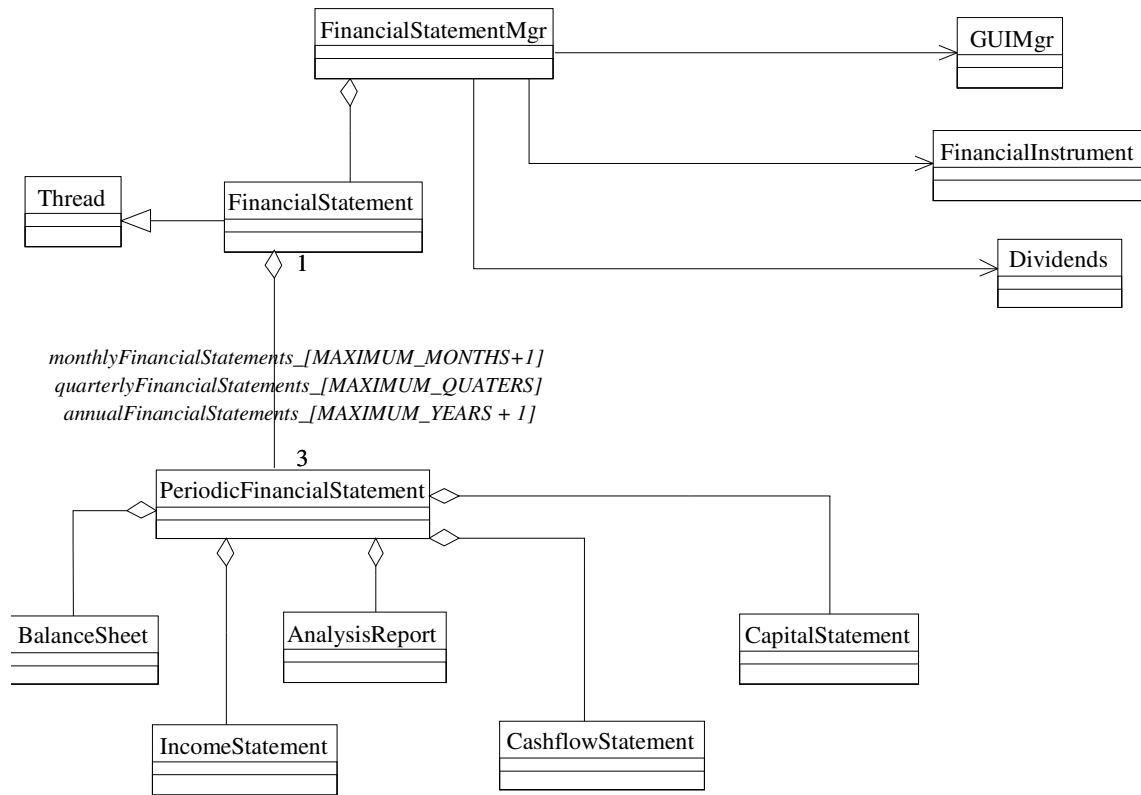 FinancialStatementMgr
GUIMgr
FinancialInstrument
Thread
FinancialStatement
Dividends
1
monthlyFinancialStatements_[MAXIMUM_MONTHS+1]
quarterlyFinancialStatements_[MAXIMUM_QUATERS]
annualFinancialStatements_[MAXIMUM_YEARS + 1]
3
PeriodicFinancialStatement
BalanceSheet
AnalysisReport
CapitalStatement
IncomeStatement
CashflowStatement